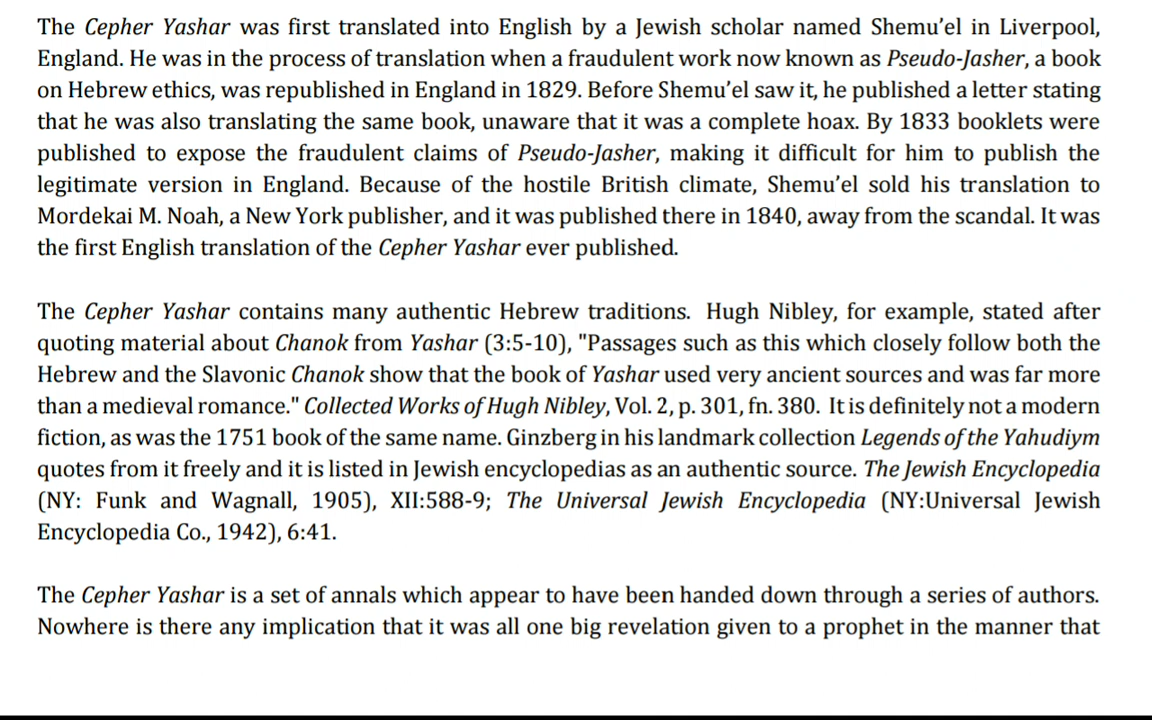 The Cepher Yashar was first translated into English by a Jewish scholar named Shemu’el in Liverpool,
England. He was in the process of translation when a fraudulent work now known as Pseudo-Jasher, a book
on Hebrew ethics, was republished in England in 1829. Before Shemu’el saw it, he published a letter stating
that he was also translating the same book, unaware that it was a complete hoax. By 1833 booklets were
published to expose the fraudulent claims of Pseudo-Jasher, making it difficult for him to publish the
legitimate version in England. Because of the hostile British climate, Shemu’el sold his translation to
Mordekai M. Noah, a New York publisher, and it was published there in 1840, away from the scandal. It was
the first English translation of the Cepher Yashar ever published.
The Cepher Yashar contains many authentic Hebrew traditions. Hugh Nibley, for example, stated after
quoting material about Chanok from Yashar (3:5-10), "Passages such as this which closely follow both the
Hebrew and the Slavonic Chanok show that the book of Yashar used very ancient sources and was far more
than a medieval romance." Collected Works of Hugh Nibley, Vol. 2, p. 301, fn. 380. It is definitely not a modern
fiction, as was the 1751 book of the same name. Ginzberg in his landmark collection Legends of the Yahudiym
quotes from it freely and it is listed in Jewish encyclopedias as an authentic source. The Jewish Encyclopedia
(NY: Funk and Wagnall, 1905), XII:588-9; The Universal Jewish Encyclopedia (NY:Universal Jewish
Encyclopedia Co., 1942), 6:41.
The Cepher Yashar is a set of annals which appear to have been handed down through a series of authors.
Nowhere is there any implication that it was all one big revelation given to a prophet in the manner that